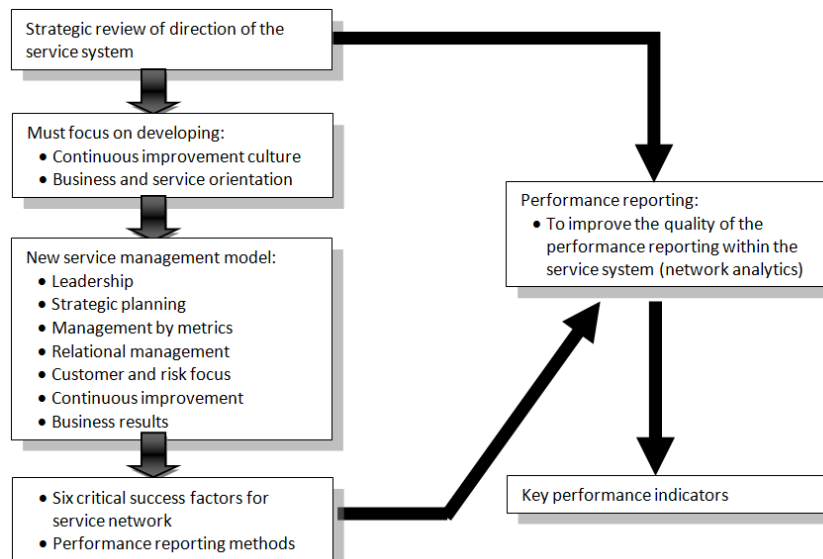 Strategic review of direction of the
service system
Must focus on developing:
• Continuous improvement culture
• Business and service orientation
New service management model:
• Leadership
• Strategic planning
• Management by metrics
• Relational management
• Customer and risk focus
• Continuous improvement
• Business results
• Six critical success factors for
service network
• Performance reporting methods
Performance reporting:
• To improve the quality of the
performance reporting within the
service system (network analytics)
Key performance indicators